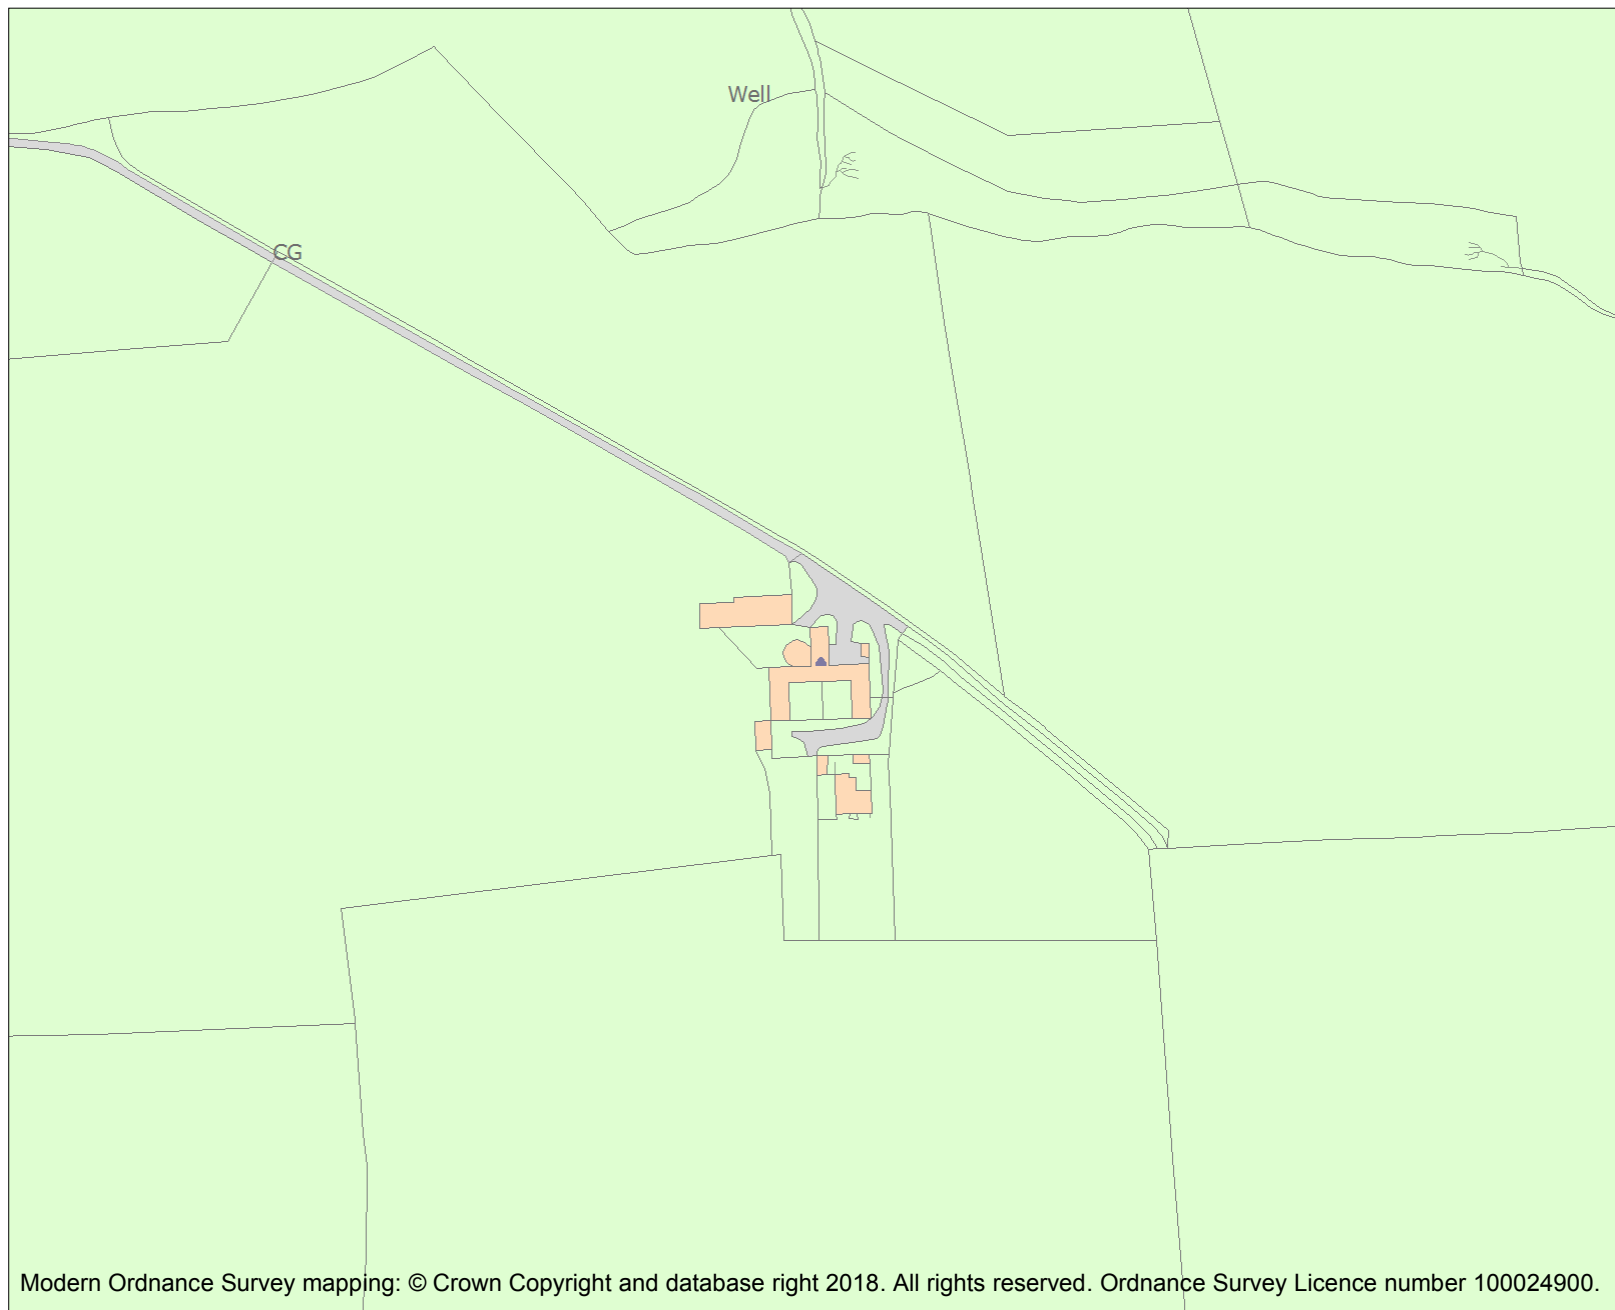 Well
CG
Modern Ordnance Survey mapping: © Crown Copyright and database right 2018. All rights reserved. Ordnance Survey Licence number 100024900.